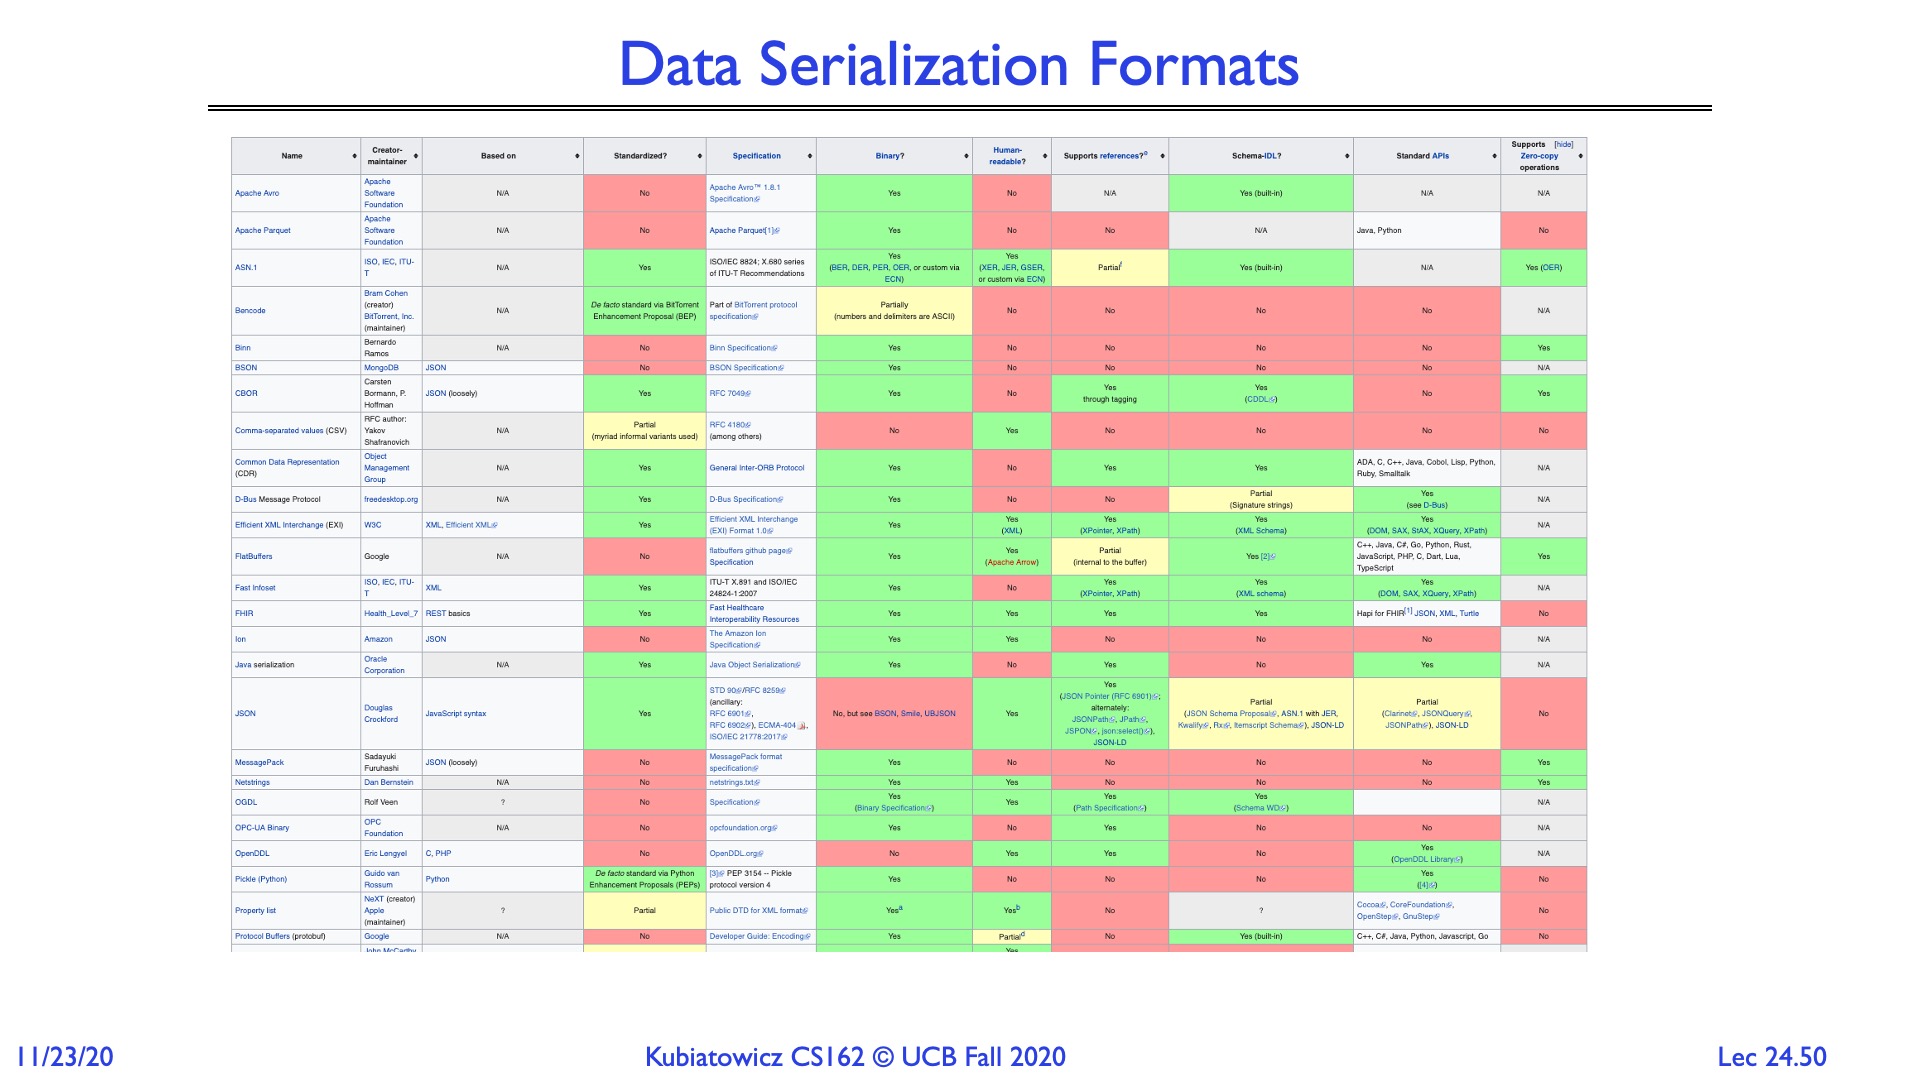 Data Serialization Formats
Name
Creator-
maintainer
Based on
Standardized?
Specification
Binary?
Human-
readable?
Supports references?e
Schema-IDL?
Standard APIs
Supports [hide]
Zero-copy
operations
Apache Avro
Apache
Software
Foundation
N/A
No
Apache Avro™ 1.8.1
Specification
Yes
No
N/A
Yes (built-in)
N/A
N/A
Apache Parquet
Apache
Software
Foundation
N/A
No
Apache Parquet[1]
Yes
No
No
N/A
Java, Python
No
ASN.1
ISO, IEC, ITU-
T
N/A
Yes
ISO/IEC 8824; X.680 series
of ITU-T Recommendations
Yes
(BER, DER, PER, OER, or custom via
ECN)
Yes
(XER, JER, GSER,
or custom via ECN)
Partialf
Yes (built-in)
N/A
Yes (OER)
Bencode
Bram Cohen
(creator)
BitTorrent, Inc.
(maintainer)
N/A
De facto standard via BitTorrent
Enhancement Proposal (BEP)
Part of BitTorrent protocol
specification
Partially
(numbers and delimiters are ASCII)
No
No
No
No
N/A
Binn
Bernardo
Ramos
N/A
No
Binn Specification
Yes
No
No
No
No
Yes
BSON
MongoDB
JSON
No
BSON Specification
Yes
No
No
No
No
N/A
CBOR
Carsten
Bormann, P.
Hoffman
JSON (loosely)
Yes
RFC 7049
Yes
No
Yes
through tagging
Yes
(CDDL)
No
Yes
Comma-separated values (CSV)
RFC author:
Yakov
Shafranovich
N/A
Partial
(myriad informal variants used)
RFC 4180
(among others)
No
Yes
No
No
No
No
Common Data Representation
(CDR)
Object
Management
Group
N/A
Yes
General Inter-ORB Protocol
Yes
No
Yes
Yes
ADA, C, C++, Java, Cobol, Lisp, Python,
Ruby, Smalltalk
N/A
D-Bus Message Protocol
freedesktop.org
N/A
Yes
D-Bus Specification
Yes
No
No
Partial
(Signature strings)
Yes
(see D-Bus)
N/A
Efficient XML Interchange (EXI)
W3C
XML, Efficient XML
Yes
Efficient XML Interchange
(EXI) Format 1.0
Yes
Yes
(XML)
Yes
(XPointer, XPath)
Yes
(XML Schema)
Yes
(DOM, SAX, StAX, XQuery, XPath)
N/A
FlatBuffers
Google
N/A
No
flatbuffers github page
Specification
Yes
Yes
(Apache Arrow)
Partial
(internal to the buffer)
Yes [2]
C++, Java, C#, Go, Python, Rust,
JavaScript, PHP, C, Dart, Lua,
TypeScript
Yes
Fast Infoset
ISO, IEC, ITU-
T
XML
Yes
ITU-T X.891 and ISO/IEC
24824-1:2007
Yes
No
Yes
(XPointer, XPath)
Yes
(XML schema)
Yes
(DOM, SAX, XQuery, XPath)
N/A
FHIR
Health_Level_7
REST basics
Yes
Fast Healthcare
Interoperability Resources
Yes
Yes
Yes
Yes
Hapi for FHIR[1] JSON, XML, Turtle
No
Ion
Amazon
JSON
No
The Amazon Ion
Specification
Yes
Yes
No
No
No
N/A
Java serialization
Oracle
Corporation
N/A
Yes
Java Object Serialization
Yes
No
Yes
No
Yes
N/A
JSON
Douglas
Crockford
JavaScript syntax
Yes
STD 90/RFC 8259
(ancillary:
RFC 6901,
RFC 6902), ECMA-404,
ISO/IEC 21778:2017
No, but see BSON, Smile, UBJSON
Yes
Yes
(JSON Pointer (RFC 6901);
alternately:
JSONPath, JPath,
JSPON, json:select()),
JSON-LD
Partial
(JSON Schema Proposal, ASN.1 with JER,
Kwalify, Rx, Itemscript Schema), JSON-LD
Partial
(Clarinet, JSONQuery,
JSONPath), JSON-LD
No
MessagePack
Sadayuki
Furuhashi
JSON (loosely)
No
MessagePack format
specification
Yes
No
No
No
No
Yes
Netstrings
Dan Bernstein
N/A
No
netstrings.txt
Yes
Yes
No
No
No
Yes
OGDL
Rolf Veen
?
No
Specification
Yes
(Binary Specification)
Yes
Yes
(Path Specification)
Yes
(Schema WD)
N/A
OPC-UA Binary
OPC
Foundation
N/A
No
opcfoundation.org
Yes
No
Yes
No
No
N/A
OpenDDL
Eric Lengyel
C, PHP
No
OpenDDL.org
No
Yes
Yes
No
Yes
(OpenDDL Library)
N/A
Pickle (Python)
Guido van
Rossum
Python
De facto standard via Python
Enhancement Proposals (PEPs)
[3] PEP 3154 -- Pickle
protocol version 4
Yes
No
No
No
Yes
([4])
No
Property list
NeXT (creator)
Apple
(maintainer)
?
Partial
Public DTD for XML format
Yesa
Yesb
No
?
Cocoa, CoreFoundation,
OpenStep, GnuStep
No
Protocol Buffers (protobuf)
Google
N/A
No
Developer Guide: Encoding
Yes
Partiald
No
Yes (built-in)
C++, C#, Java, Python, Javascript, Go
No
John McCarthy
Yes
11/23/20
Kubiatowicz CS162 © UCB Fall 2020
Lec 24.50